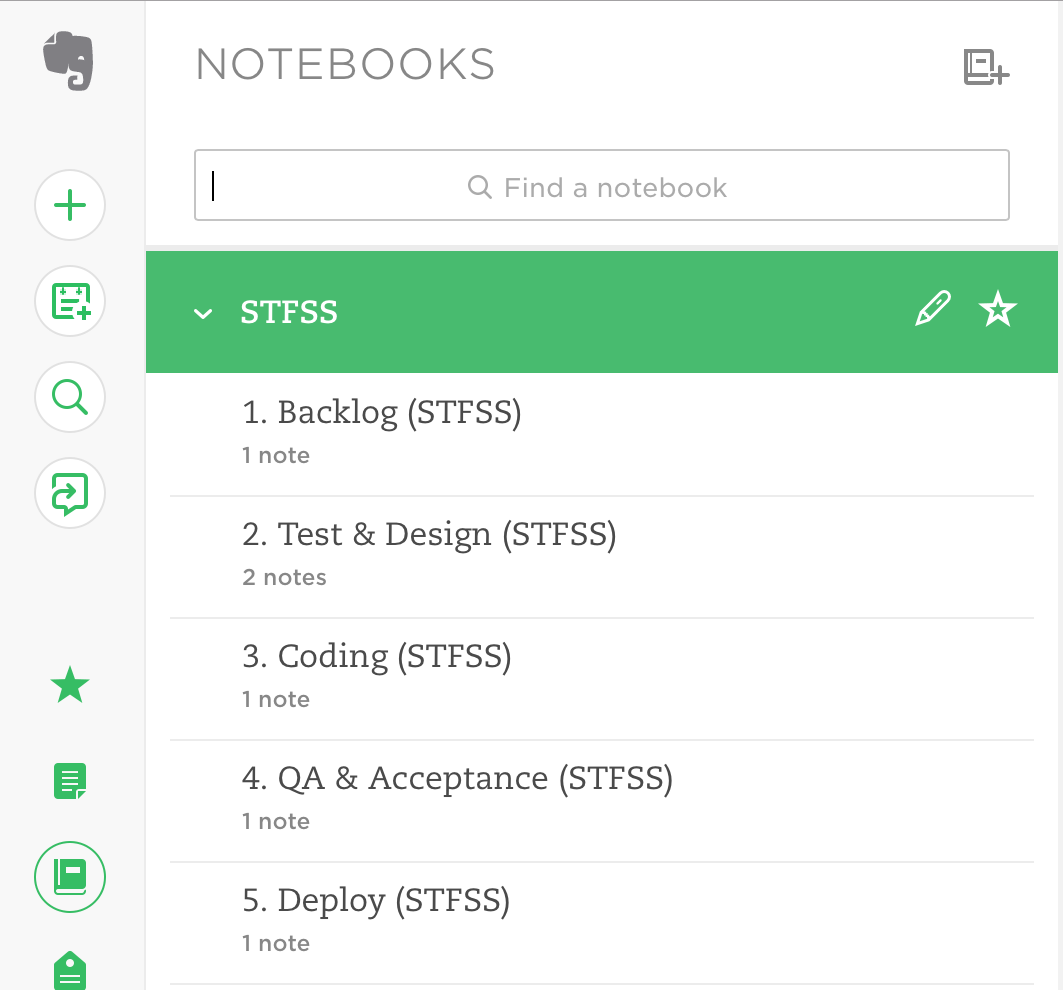 NOTEBOOKS
Find a notebook
STFSS
1. Backlog (STFSS)
1 note
2. Test & Design (STFSS)
2 notes
3. Coding (STFSS)
1 note
4. QA & Acceptance (STFSS)
1 note
5. Deploy (STFSS)
1 note